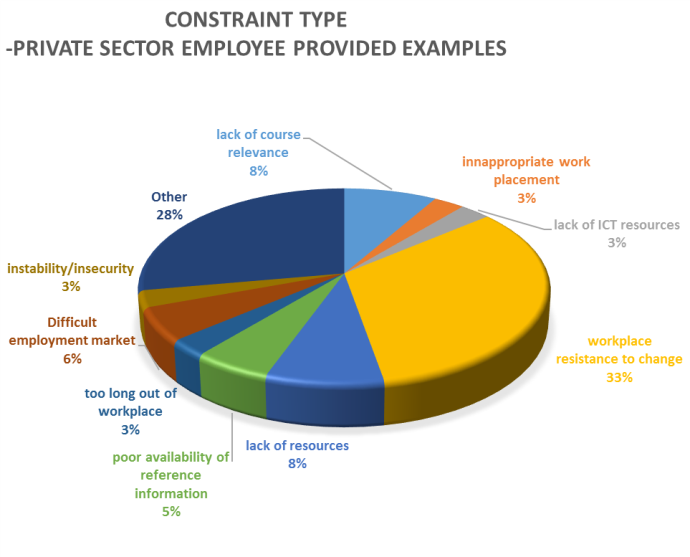 CONSTRAINT TYPE
-PRIVATE SECTOR EMPLOYEE PROVIDED EXAMPLES
lack of course
relevance
8%
innappropriate work
placement
3%
lack of ICT resources
3%
workplace
resistance to change
33%
lack of resources
8%
poor availability of
reference
information
5%
too long out of
workplace
3%
Difficult
employment market
6%
instability/insecurity
3%
Other
28%